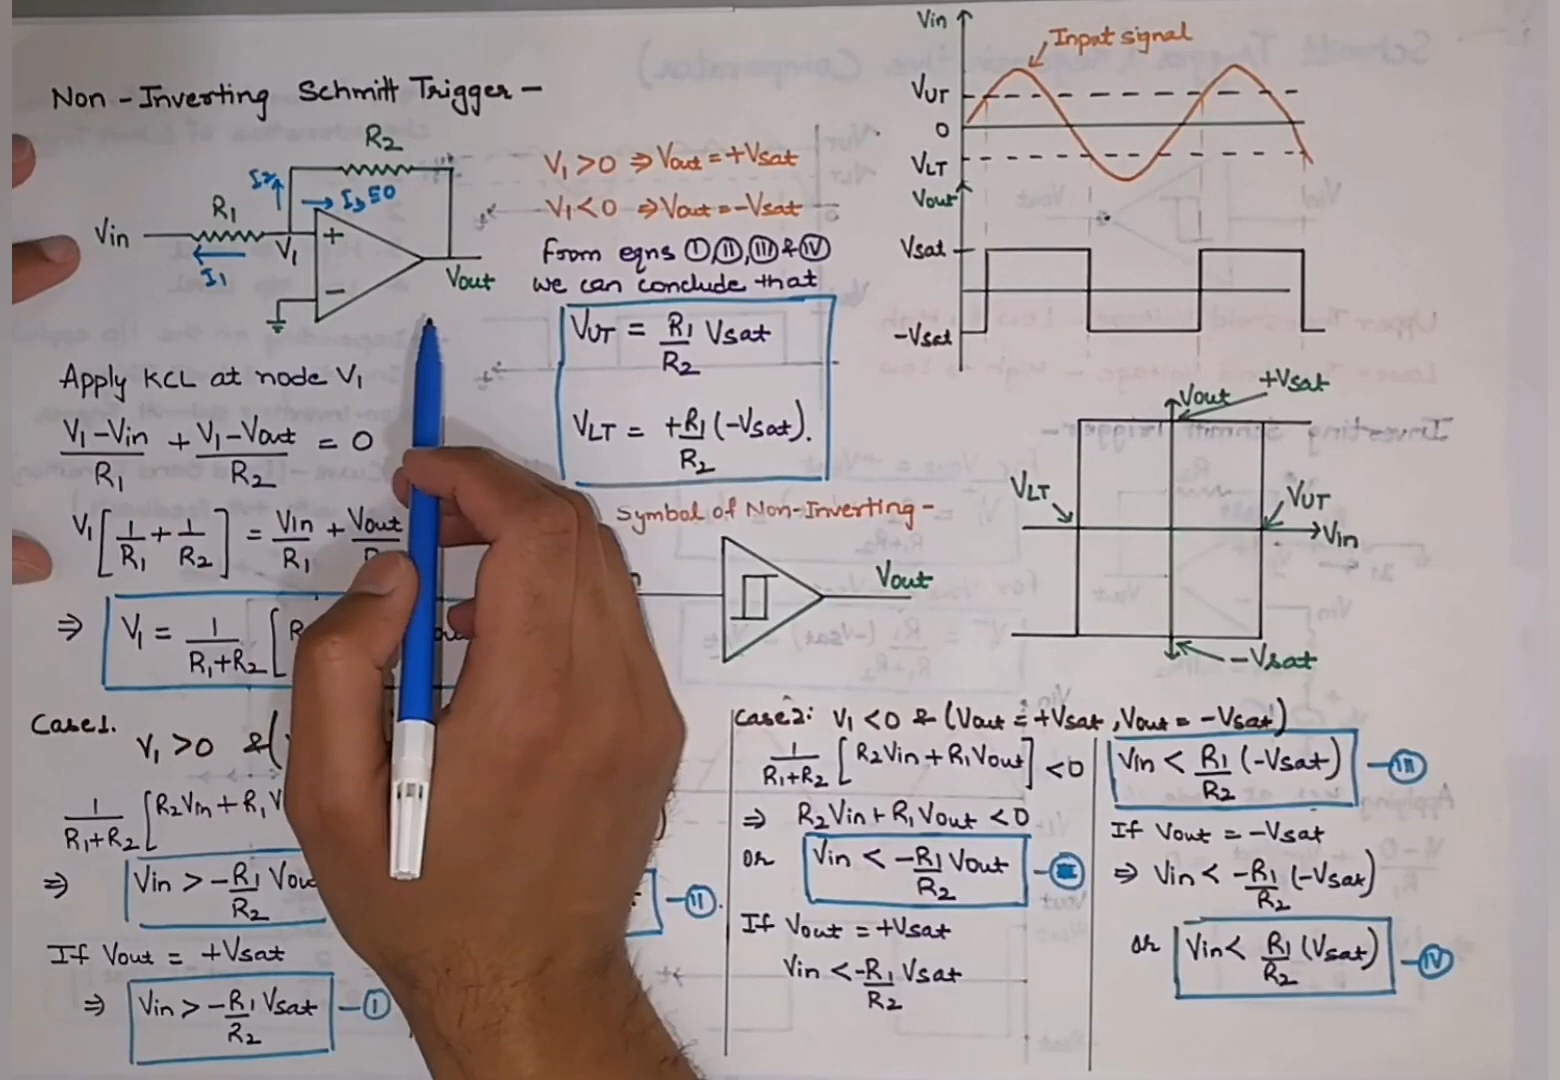 Non-Inverting Schmitt Trigger -
R2
I2
I3≅0
R1
Vin
V1
+
I1
−
Vout
V1>0 ⇒ Vout = +Vsat
V1<0 ⇒ Vout = -Vsat
from eqns Ⅰ, Ⅱ, Ⅲ & Ⅳ
we can conclude that
VUT = R1/R2 Vsat
VLT = +R1/R2 (-Vsat).
Vin
Input signal
VUT
0
VLT
Vout
Vsat
-Vsat
Apply KCL at node V1
(V1-Vin)/R1 + (V1-Vout)/R2 = 0
V1[1/R1 + 1/R2] = Vin/R1 + Vout/
⇒ V1 = 1/(R1+R2) [
Symbol of Non-Inverting -
Vout
Vout
+Vsat
VLT
VUT
Vin
-Vsat
Case1. V1>0 &(
1/(R1+R2) [R2Vin + R1
⇒ Vin > -R1/R2
Ⅱ.
If Vout = +Vsat
⇒ Vin > -R1/R2 Vsat - Ⅰ
Case2: V1<0 & (Vout = +Vsat, Vout = -Vsat)
1/(R1+R2) [R2Vin + R1Vout] <0
⇒ R2Vin + R1Vout <0
or Vin < -R1/R2 Vout
If Vout = +Vsat
Vin < -R1/R2 Vsat
Vin < R1/R2 (-Vsat) - Ⅲ
If Vout = -Vsat
⇒ Vin < -R1/R2 (-Vsat)
or Vin < R1/R2 (Vsat) - Ⅳ